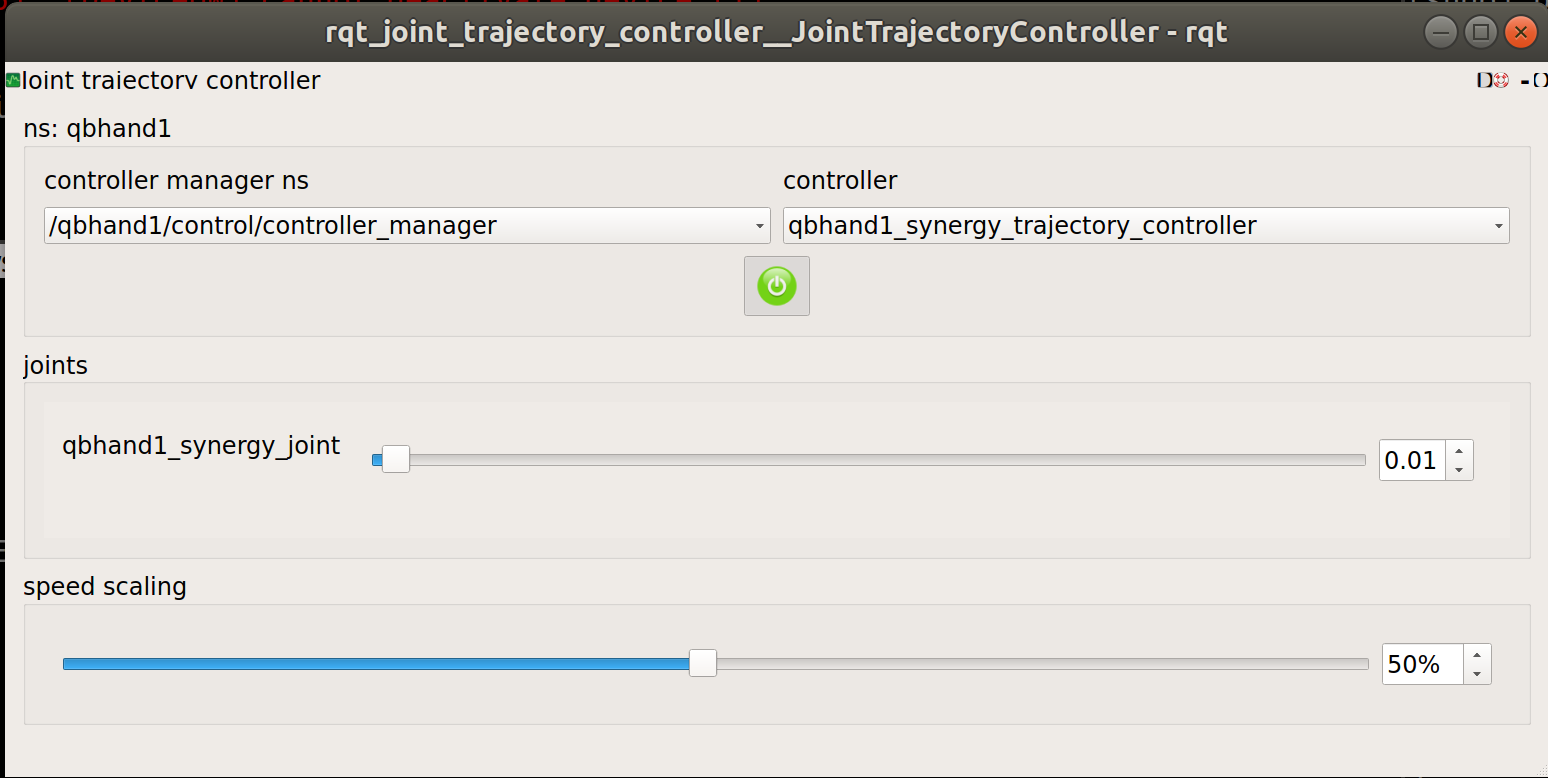 rqt_joint_trajectory_controller__JointTrajectoryController - rqt
Joint trajectory controller
D -O
ns: qbhand1
controller manager ns controller
/qbhand1/control/controller_manager qbhand1_synergy_trajectory_controller
joints
qbhand1_synergy_joint 0.01
speed scaling
50%